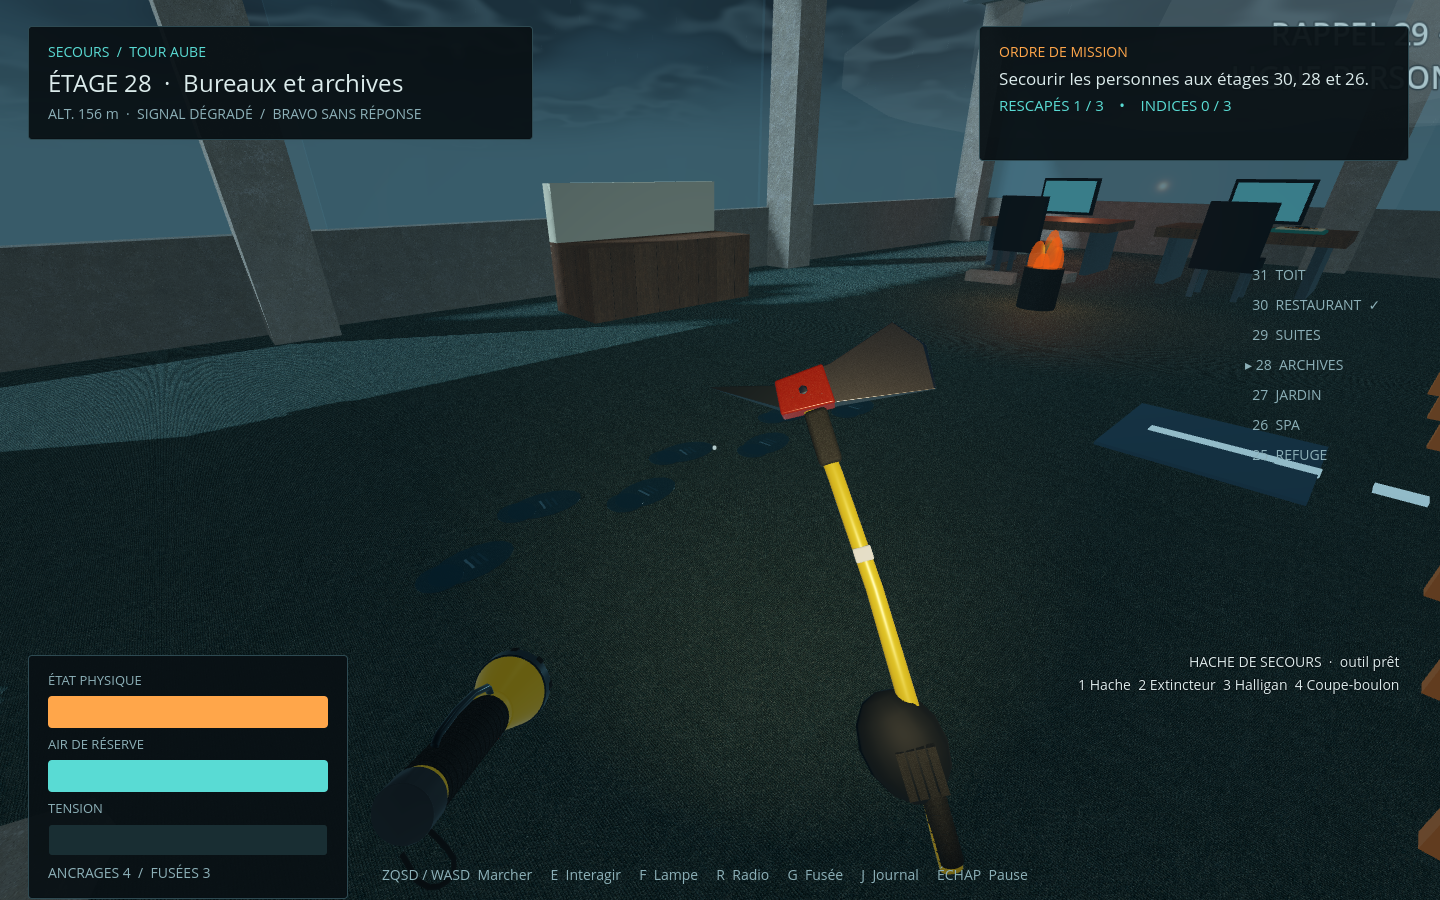 SECOURS / TOUR AUBE
ÉTAGE 28 · Bureaux et archives
ALT. 156 m · SIGNAL DÉGRADÉ / BRAVO SANS RÉPONSE
RAPPEL 29
ORDRE DE MISSION
Secourir les personnes aux étages 30, 28 et 26.
RESCAPÉS 1 / 3 • INDICES 0 / 3
31 TOIT
30 RESTAURANT ✓
29 SUITES
▸ 28 ARCHIVES
27 JARDIN
26 SPA
25 REFUGE
HACHE DE SECOURS · outil prêt
1 Hache 2 Extincteur 3 Halligan 4 Coupe-boulon
ÉTAT PHYSIQUE
AIR DE RÉSERVE
TENSION
ANCRAGES 4 / FUSÉES 3
ZQSD / WASD Marcher E Interagir F Lampe R Radio G Fusée J Journal ÉCHAP Pause